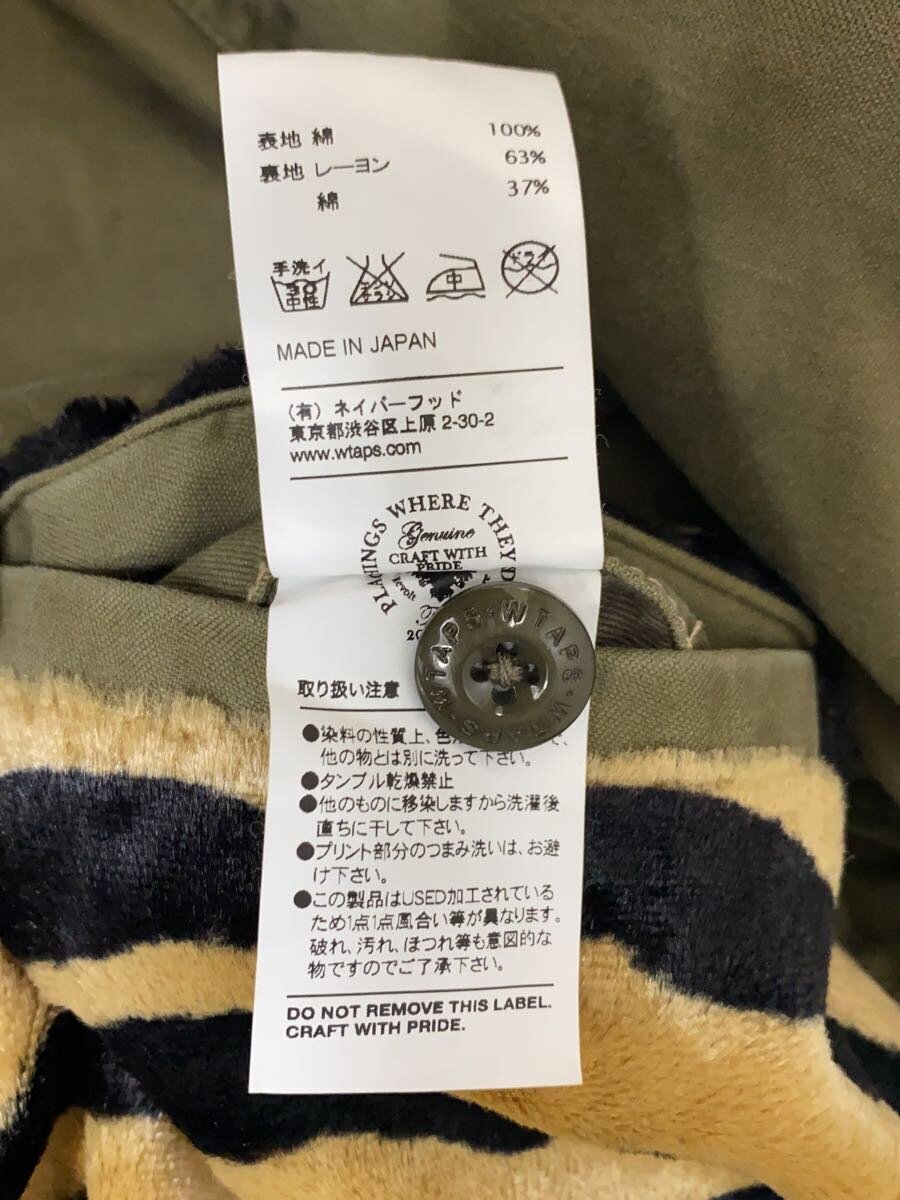 表地 綿 100%
裏地 レーヨン 63%
綿 37%
手洗イ 中 ドライ
中性
MADE IN JAPAN
(有) ネイバーフッド
東京都渋谷区上原 2-30-2
www.wtaps.com
PLACINGS WHERE THEY
Genuine
CRAFT WITH
PRIDE
revolt
20
WTAPS・WTAPS・WTAPS
取り扱い注意
●染料の性質上、色
他の物とは別に洗って下さい。
●タンブル乾燥禁止
●他のものに移染しますから洗濯後
直ちに干して下さい。
●プリント部分のつまみ洗いは、お避
け下さい。
●この製品はUSED加工されている
ため1点1点風合い等が異なります。
破れ、汚れ、ほつれ等も意図的な
物ですのでご了承下さい。
DO NOT REMOVE THIS LABEL.
CRAFT WITH PRIDE.